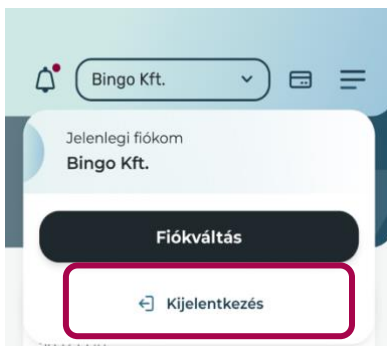 Bingo Kft.
Jelenlegi fiókom
Bingo Kft.
Fiókváltás
Kijelentkezés